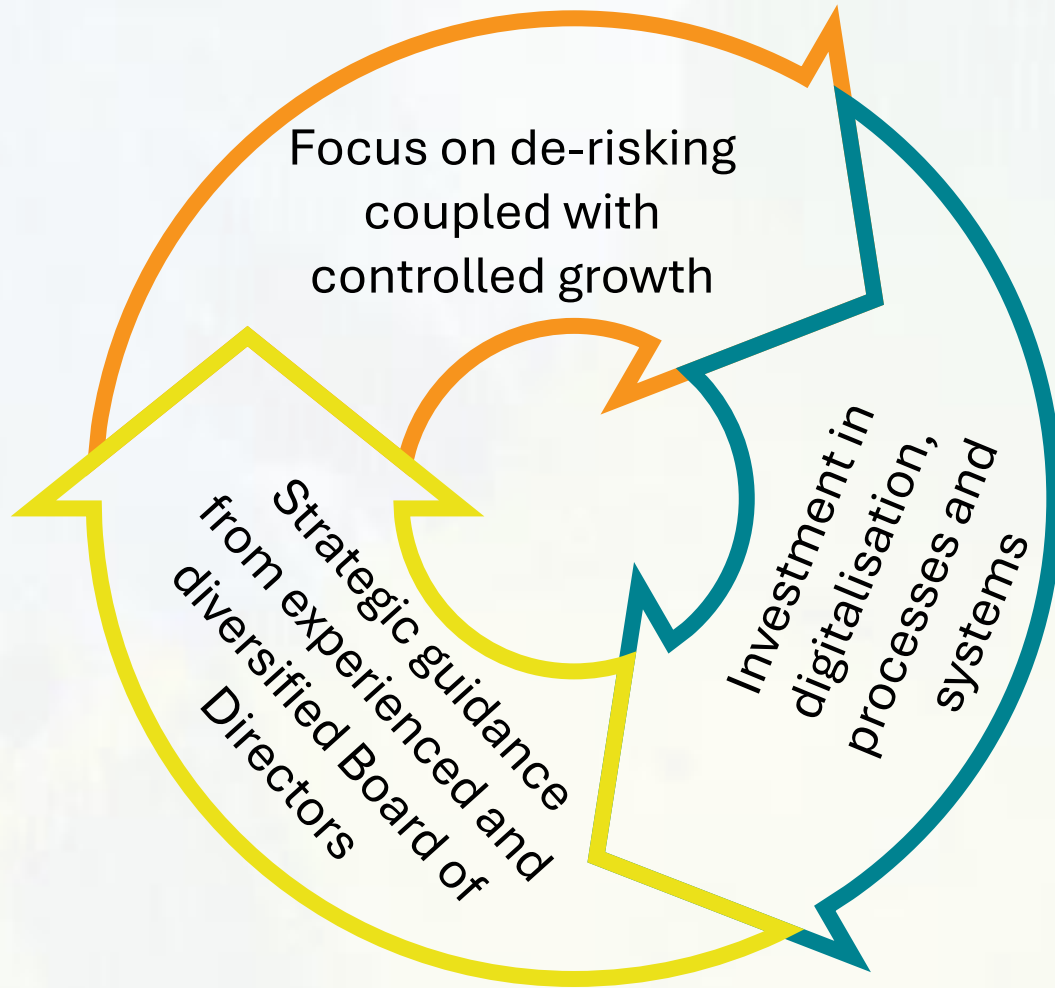 Focus on de-risking
coupled with
controlled growth
Investment in
digitalisation,
processes and
systems
Strategic guidance
from experienced and
diversified Board of
Directors